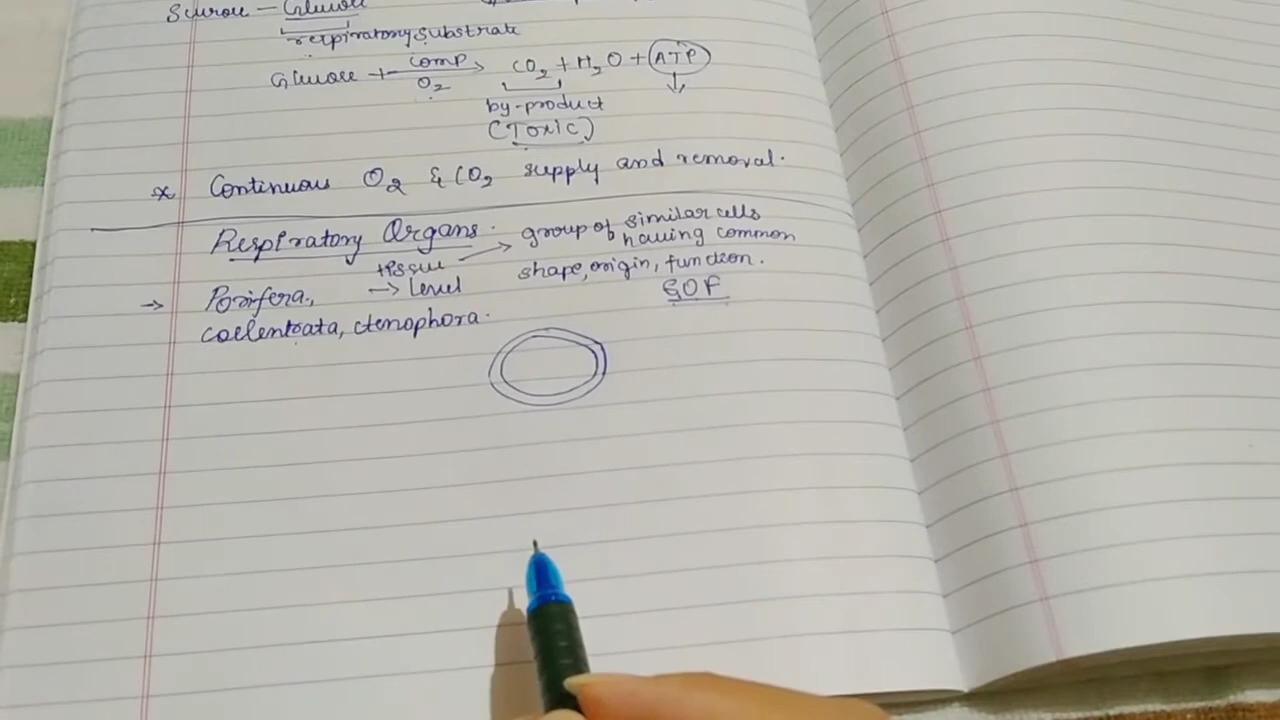 Source - Glucose
respiratory substrate
Glucose + comp O2 → CO2 + H2O + ATP
by-product
(Toxic)
* Continuous O2 & CO2 supply and removal.
Respiratory Organs.
→ group of similar cells
having common
shape, origin, function.
SOF
→ Porifera,
tissue
→ Level
coelentrata, ctenophora.